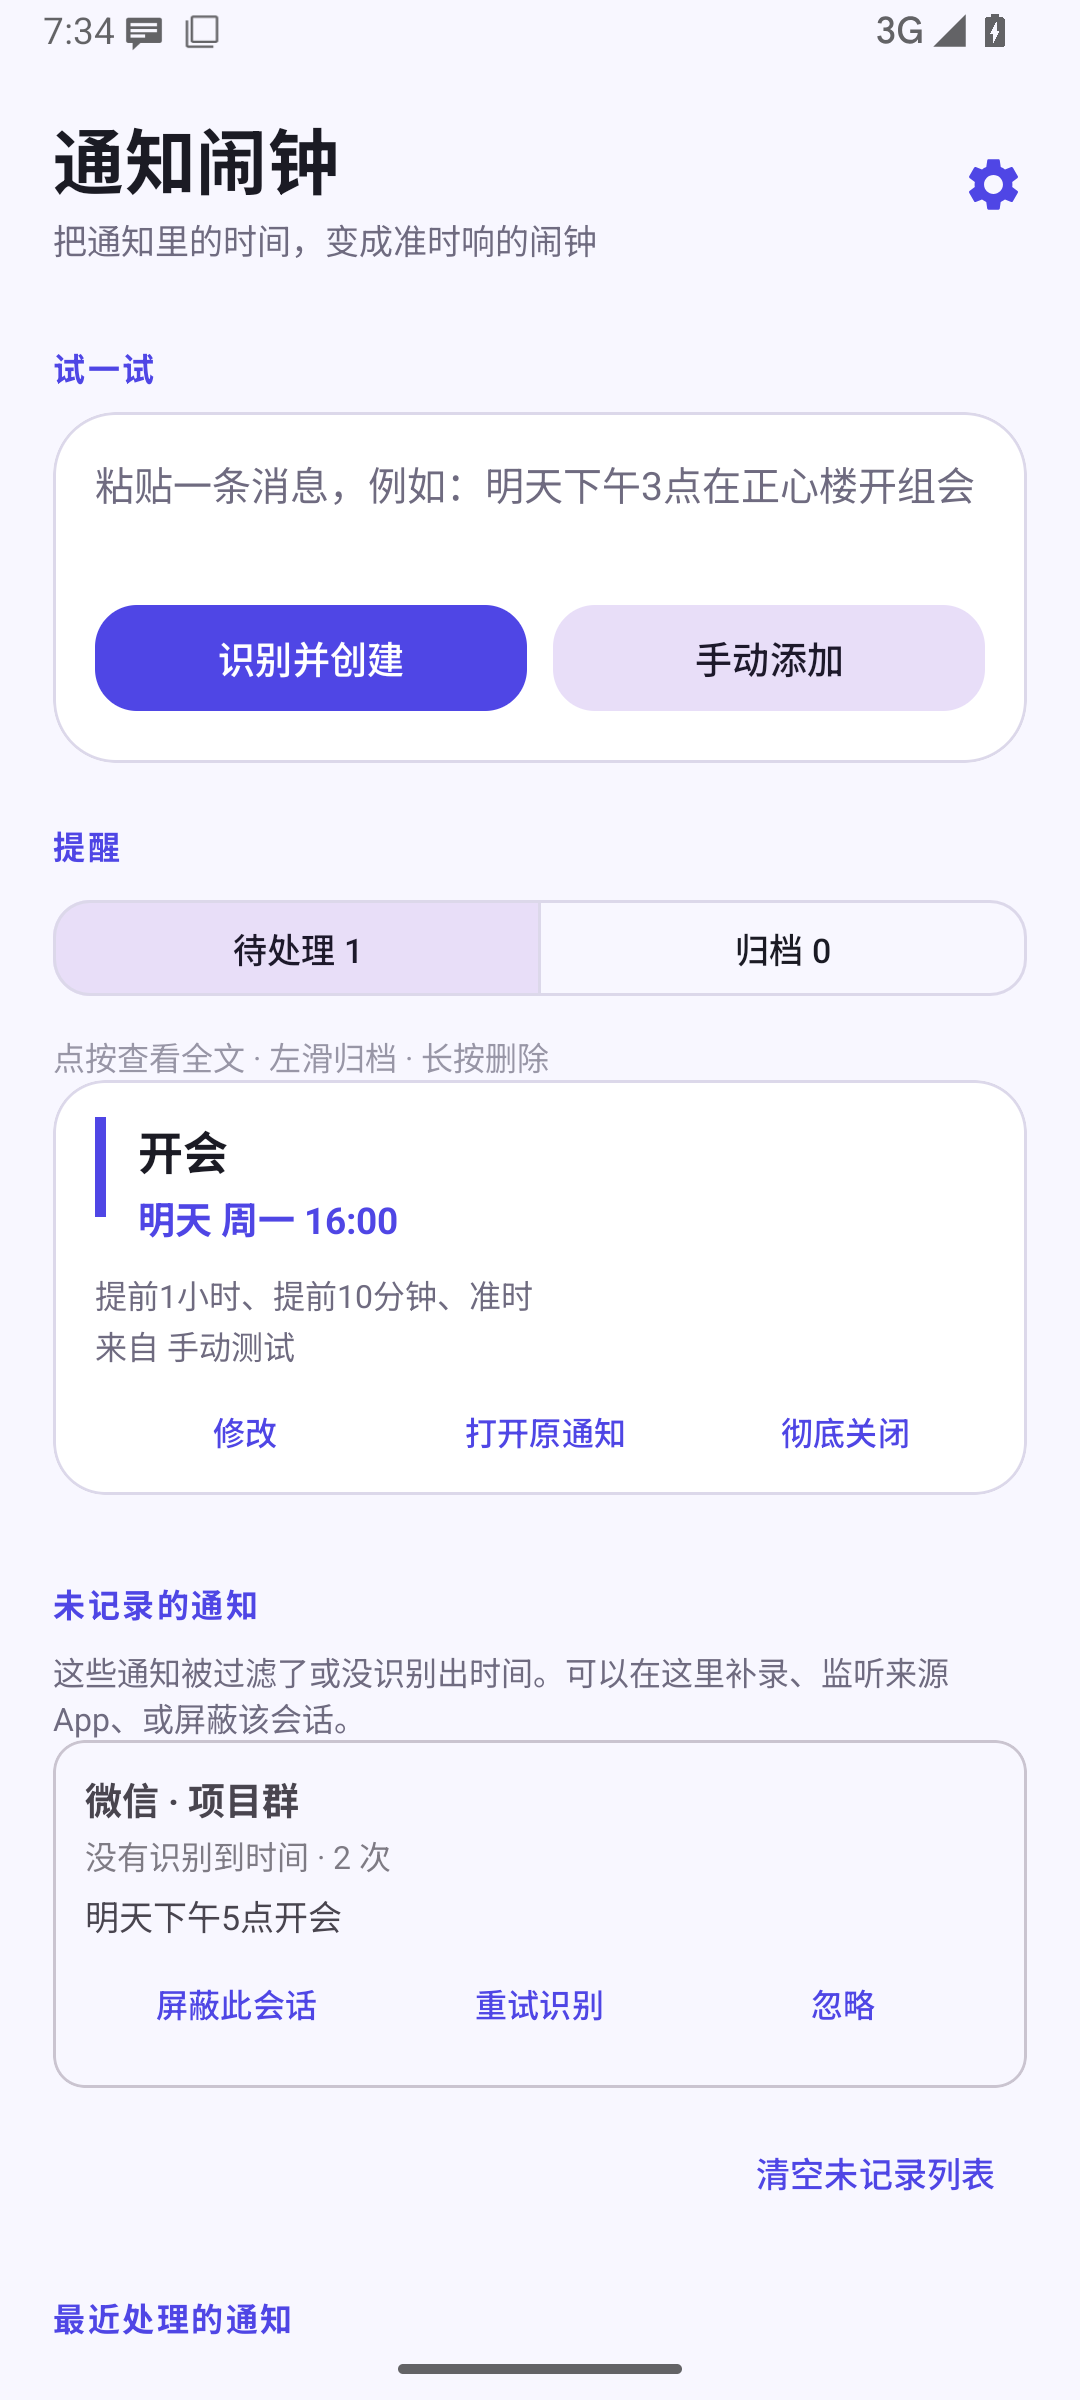 7:34
3G
通知闹钟
把通知里的时间，变成准时响的闹钟
试一试
粘贴一条消息，例如：明天下午3点在正心楼开组会
识别并创建
手动添加
提醒
待处理 1
归档 0
点按查看全文 · 左滑归档 · 长按删除
开会
明天 周一 16:00
提前1小时、提前10分钟、准时
来自 手动测试
修改
打开原通知
彻底关闭
未记录的通知
这些通知被过滤了或没识别出时间。可以在这里补录、监听来源
App、或屏蔽该会话。
微信 · 项目群
没有识别到时间 · 2 次
明天下午5点开会
屏蔽此会话
重试识别
忽略
清空未记录列表
最近处理的通知